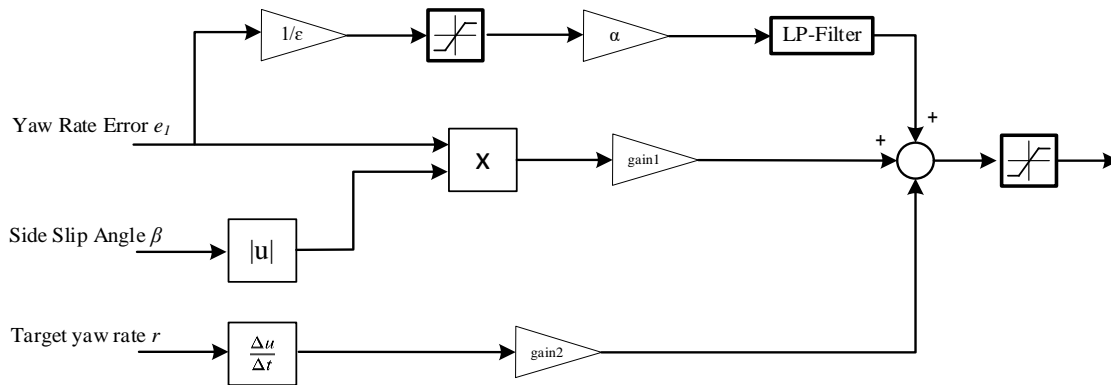 1/ε
α
LP-Filter
+
Yaw Rate Error e₁
+
X
gain1
Side Slip Angle β
|u|
Target yaw rate r
Δu
Δt
gain2